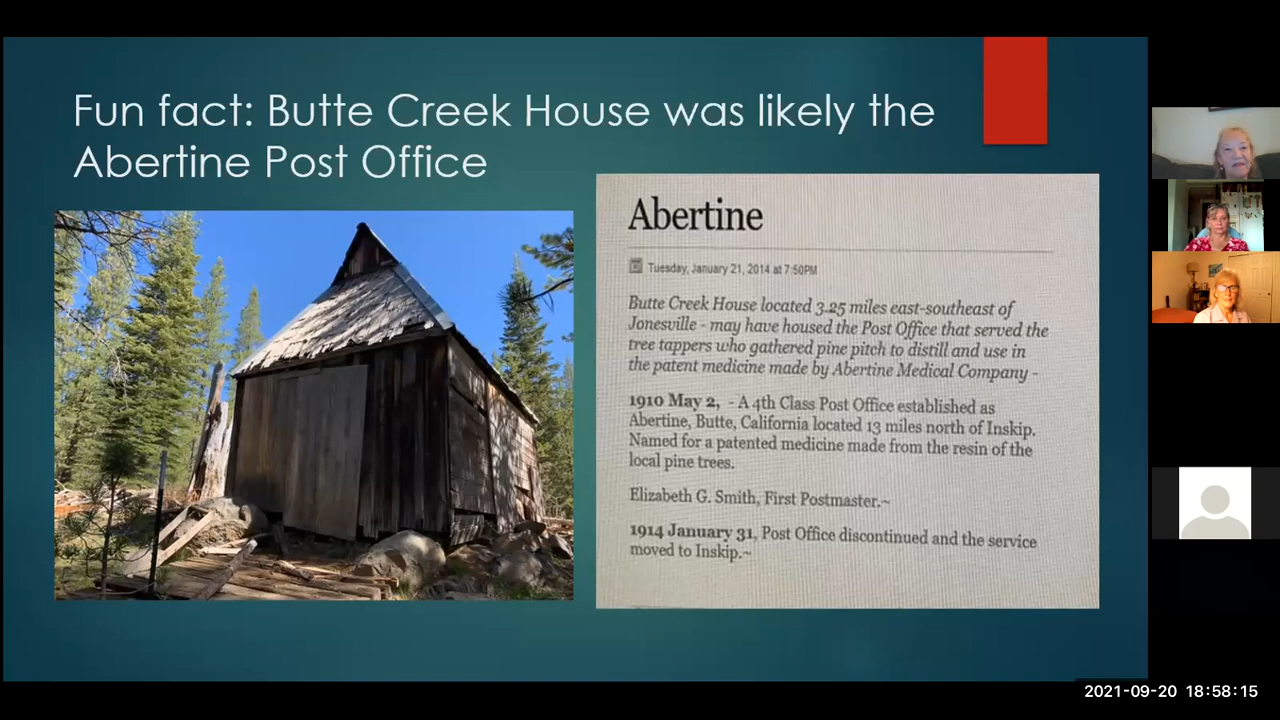 Fun fact: Butte Creek House was likely the
Abertine Post Office
Abertine
Tuesday, January 21, 2014 at 7:50PM
Butte Creek House located 3.25 miles east-southeast of
Jonesville - may have housed the Post Office that served the
tree tappers who gathered pine pitch to distill and use in
the patent medicine made by Abertine Medical Company -
1910 May 2, - A 4th Class Post Office established as
Abertine, Butte, California located 13 miles north of Inskip.
Named for a patented medicine made from the resin of the
local pine trees.
Elizabeth G. Smith, First Postmaster.~
1914 January 31, Post Office discontinued and the service
moved to Inskip.~
2021-09-20 18:58:15